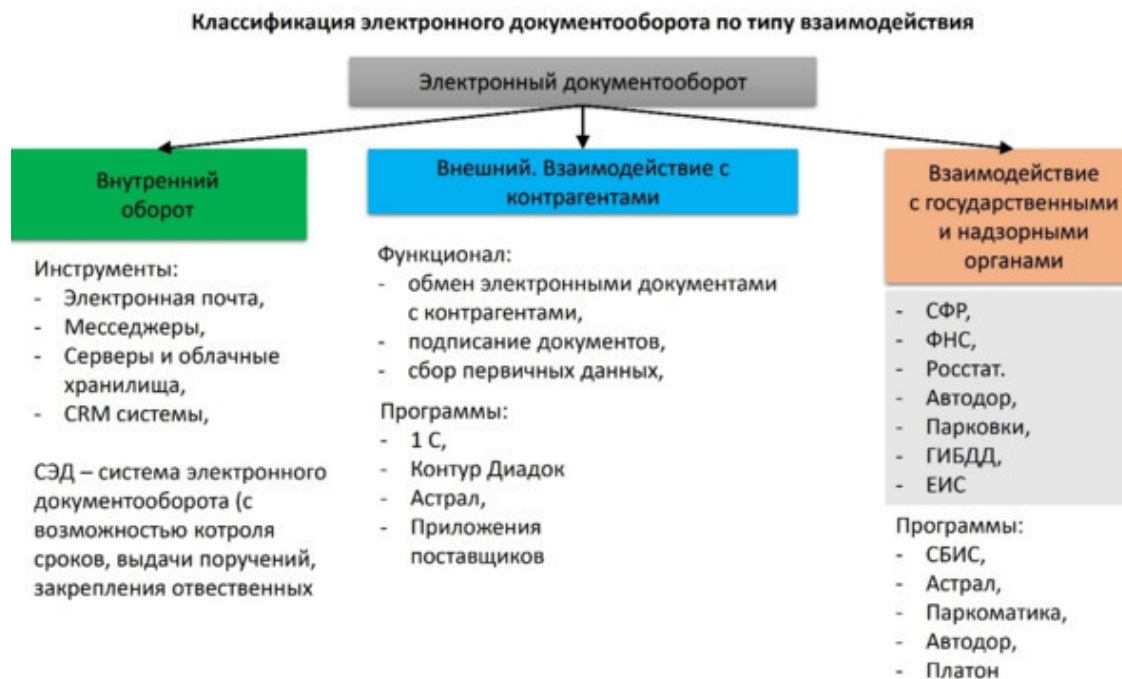 Классификация электронного документооборота по типу взаимодействия
Электронный документооборот
Внутренний
оборот
Инструменты:
- Электронная почта,
- Месседжеры,
- Серверы и облачные
хранилища,
- CRM системы,
СЭД – система электронного
документооборота (с
возможностью котроля
сроков, выдачи поручений,
закрепления отвественных
Внешний. Взаимодействие с
контрагентами
Функционал:
- обмен электронными документами
с контрагентами,
- подписание документов,
- сбор первичных данных,
Программы:
- 1 С,
- Контур Диадок
- Астрал,
- Приложения
поставщиков
Взаимодействие
с государственными
и надзорными
органами
- СФР,
- ФНС,
- Росстат.
- Автодор,
- Парковки,
- ГИБДД,
- ЕИС
Программы:
- СБИС,
- Астрал,
- Паркоматика,
- Автодор,
- Платон